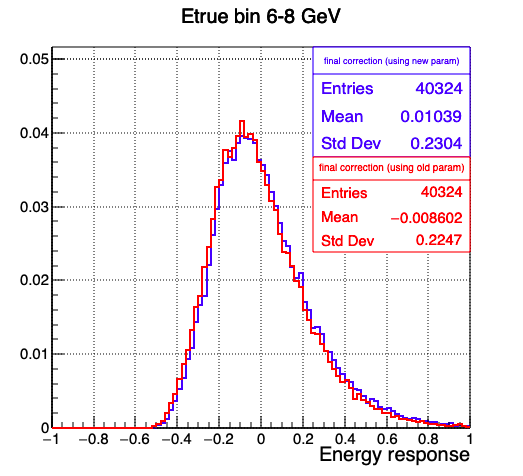 Etrue bin 6-8 GeV
final correction (using new param)
Entries 40324
Mean 0.01039
Std Dev 0.2304
final correction (using old param)
Entries 40324
Mean −0.008602
Std Dev 0.2247
0.05
0.04
0.03
0.02
0.01
0
−1 −0.8 −0.6 −0.4 −0.2 0 0.2 0.4 0.6 0.8 1
Energy response